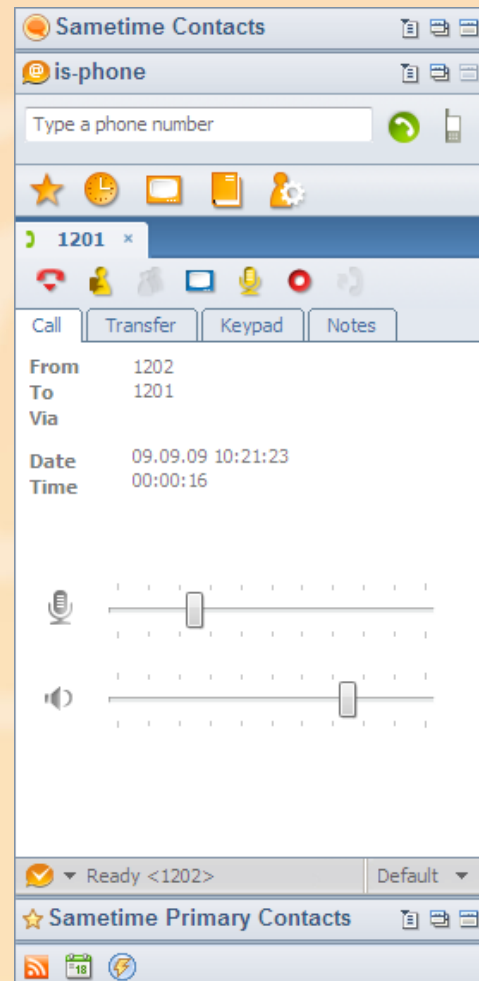 Sametime Contacts
is-phone
Type a phone number
1201 ×
Call Transfer Keypad Notes
From 1202
To 1201
Via
Date 09.09.09 10:21:23
Time 00:00:16
Ready <1202> Default
Sametime Primary Contacts
18